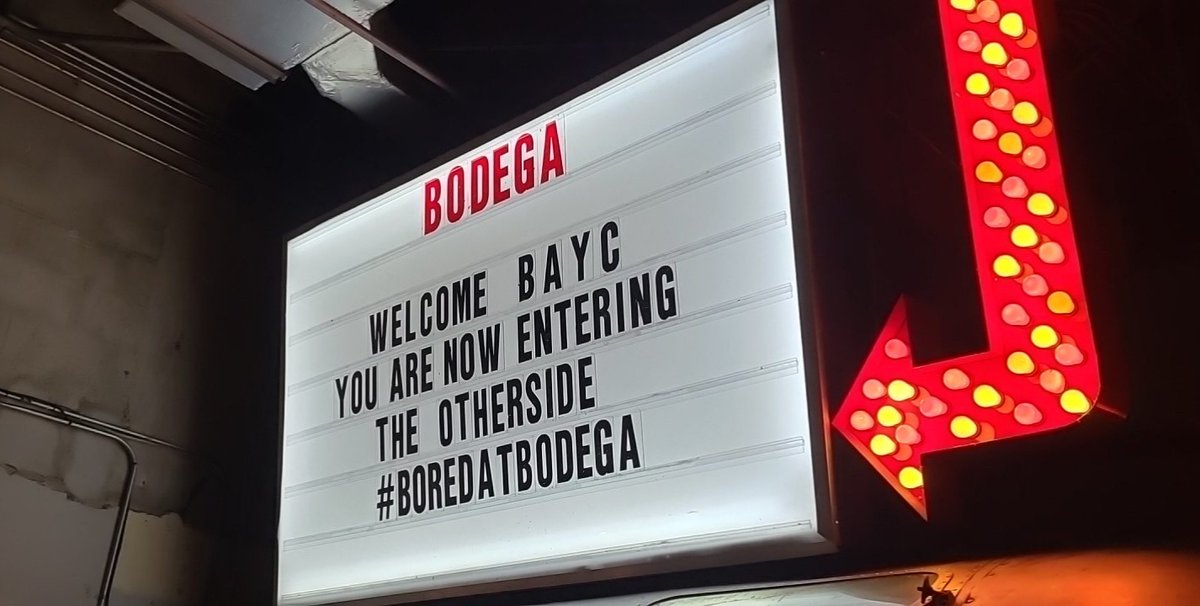 BODEGA
WELCOME BAYC
YOU ARE NOW ENTERING
THE OTHERSIDE
#BOREDATBODEGA